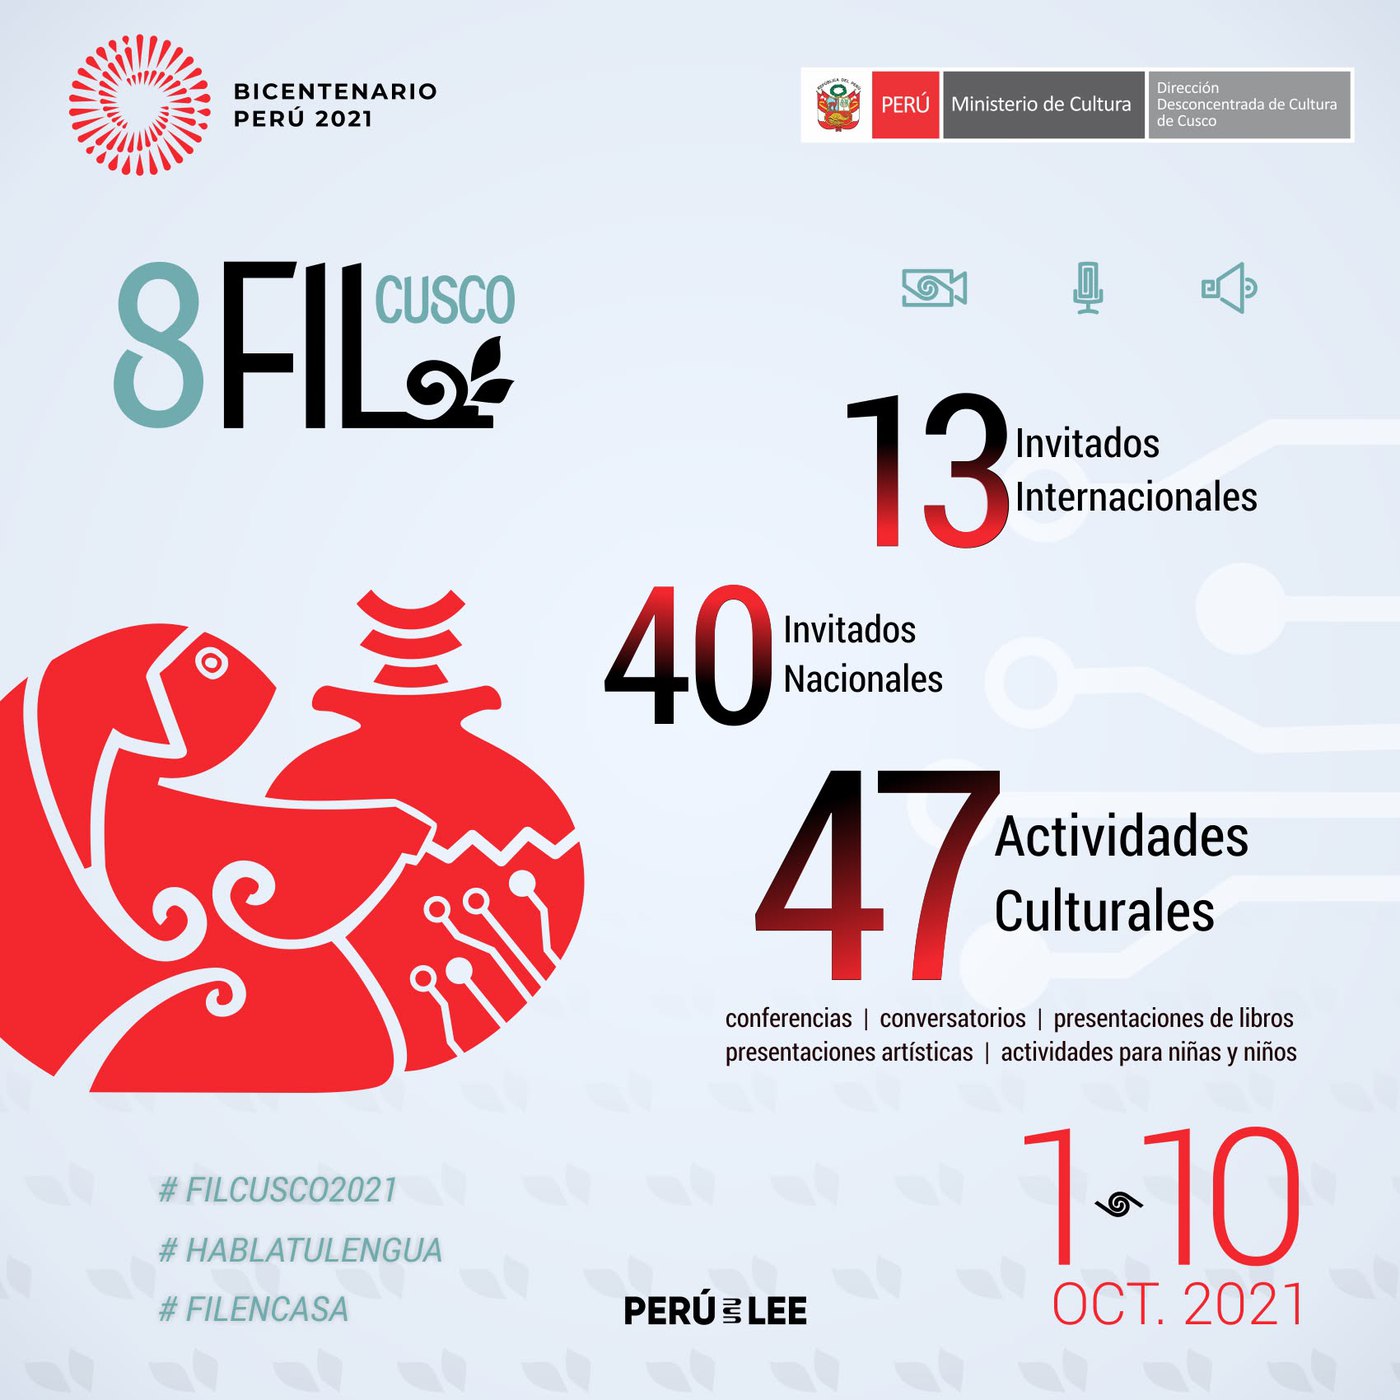 BICENTENARIO
PERÚ 2021
PERÚ
Ministerio de Cultura
Dirección
Desconcentrada de Cultura
de Cusco
8 FIL CUSCO
13 Invitados
Internacionales
40 Invitados
Nacionales
47 Actividades
Culturales
conferencias | conversatorios | presentaciones de libros
presentaciones artísticas | actividades para niñas y niños
# FILCUSCO2021
# HABLATULENGUA
# FILENCASA
PERÚ LEE
1 10
OCT. 2021